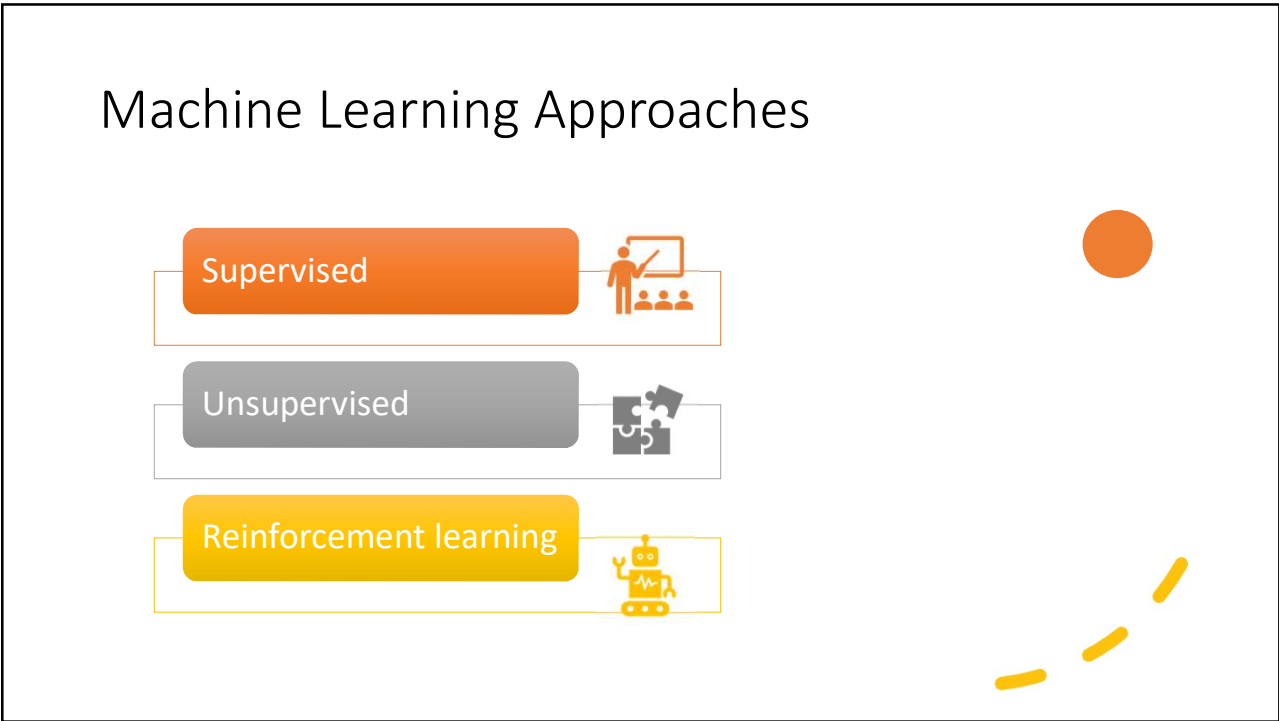 Machine Learning Approaches
Supervised
Unsupervised
Reinforcement learning